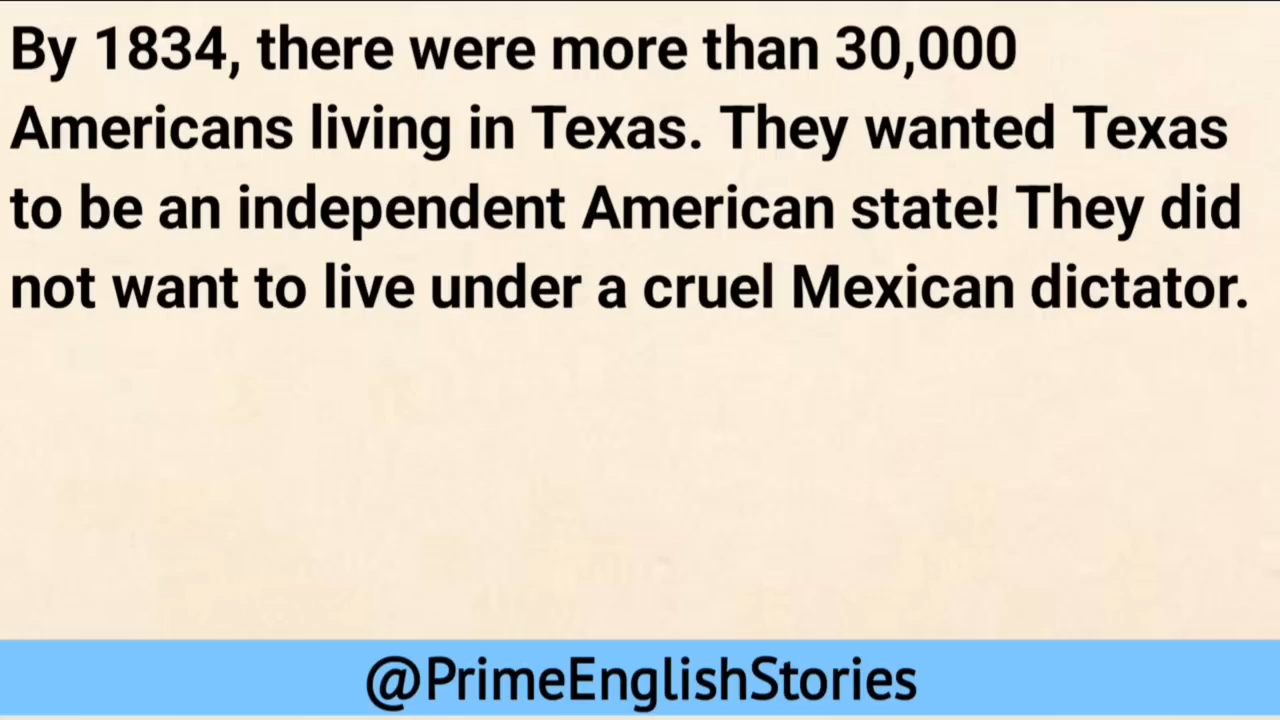 By 1834, there were more than 30,000
Americans living in Texas. They wanted Texas
to be an independent American state! They did
not want to live under a cruel Mexican dictator.
@PrimeEnglishStories